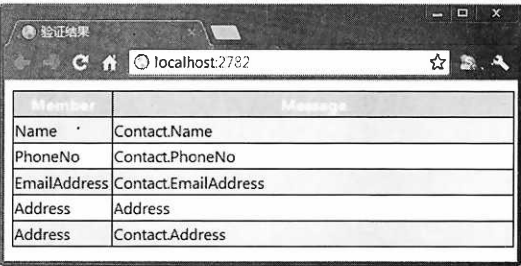 验证结果
localhost:2782
Member Message
Name Contact.Name
PhoneNo Contact.PhoneNo
EmailAddress Contact.EmailAddress
Address Address
Address Contact.Address